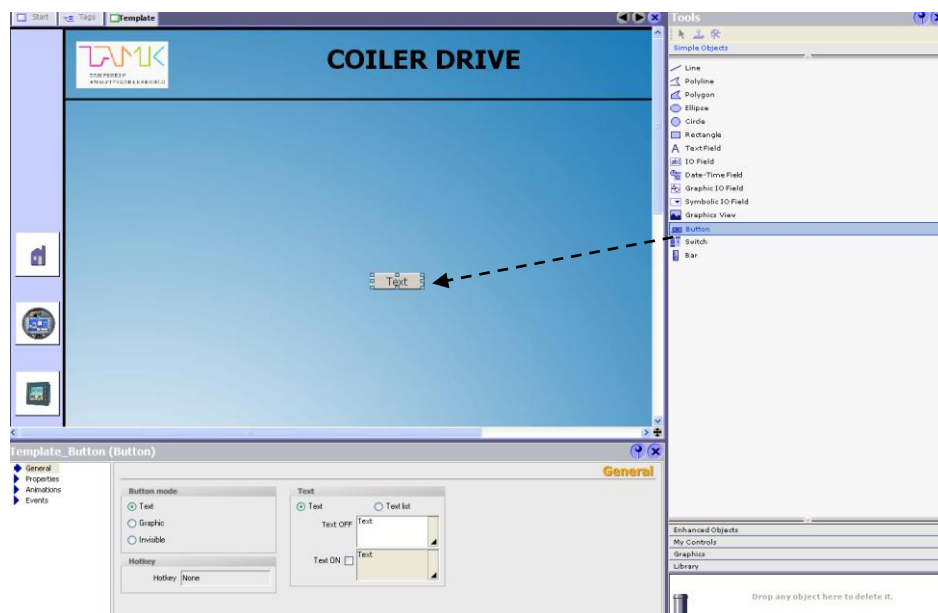 Start
Tags
Template
Tools
Simple Objects
TAMK
COILER DRIVE
Line
Polyline
Polygon
Ellipse
Circle
Rectangle
TextField
IO Field
Date-Time Field
Graphic IO Field
Symbolic IO Field
Graphics View
Button
Switch
Bar
Text
Template_Button (Button)
General
General
Properties
Animations
Events
Button mode
Text
Graphic
Invisible
Hotkey
Hotkey None
Text
Text Text list
Text OFF Text
Text ON Text
Enhanced Objects
My Controls
Graphics
Library
Drop any object here to delete it.